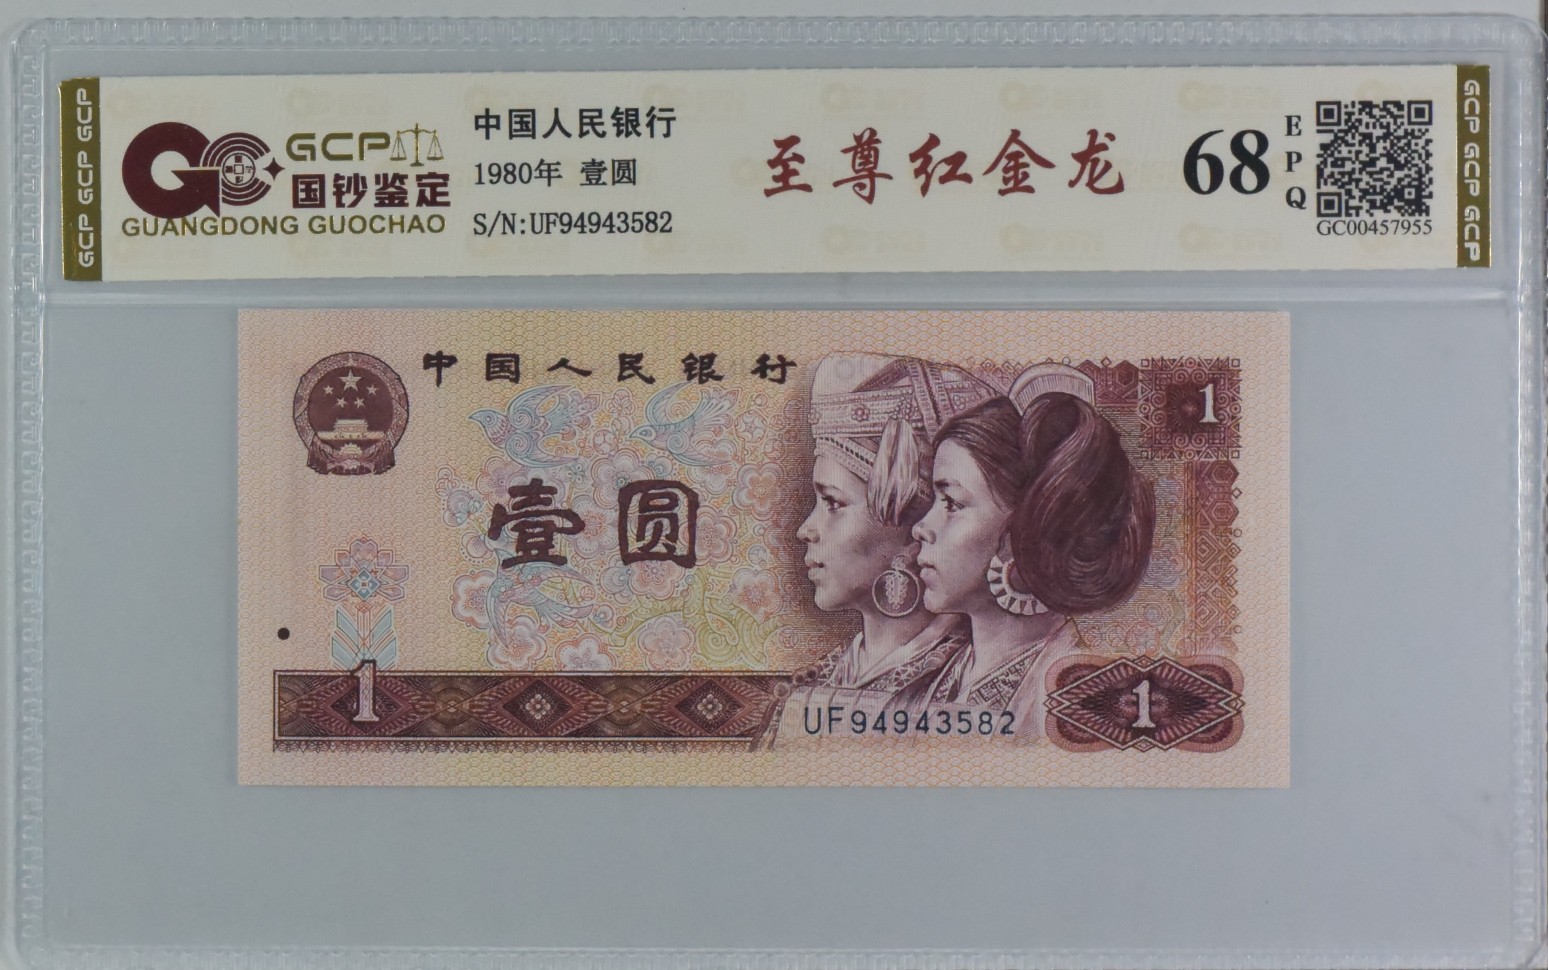 GCP GCP GCP
GCP
国钞鉴定
GUANGDONG GUOCHAO
中国人民银行
1980年 壹圆
S/N:UF94943582
至尊红金龙
68
EPQ
GC00457955
GCP GCP GCP
中国人民银行
1
壹圆
1
UF94943582
1